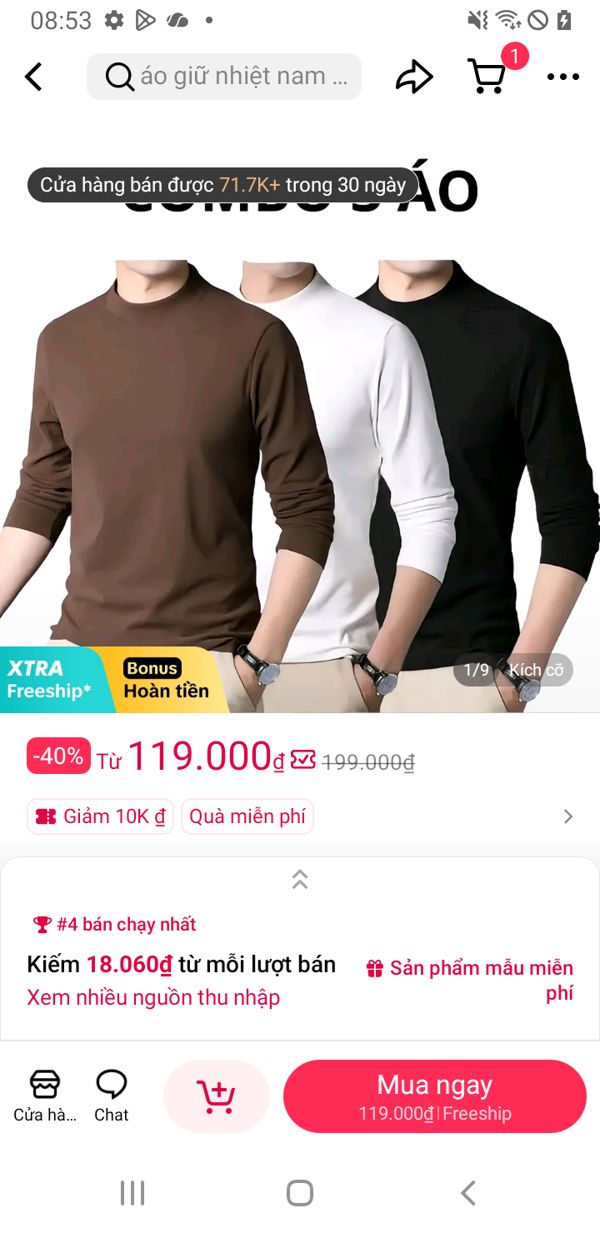 08:53
1
áo giữ nhiệt nam ...
Cửa hàng bán được 71.7K+ trong 30 ngày
ÁO
XTRA
Freeship*
Bonus
Hoàn tiền
1/9
Kích cỡ
-40% Từ 119.000₫ 199.000₫
Giảm 10K ₫
Quà miễn phí
#4 bán chạy nhất
Kiếm 18.060₫ từ mỗi lượt bán
Xem nhiều nguồn thu nhập
Sản phẩm mẫu miễn
phí
Cửa hà...
Chat
Mua ngay
119.000₫|Freeship